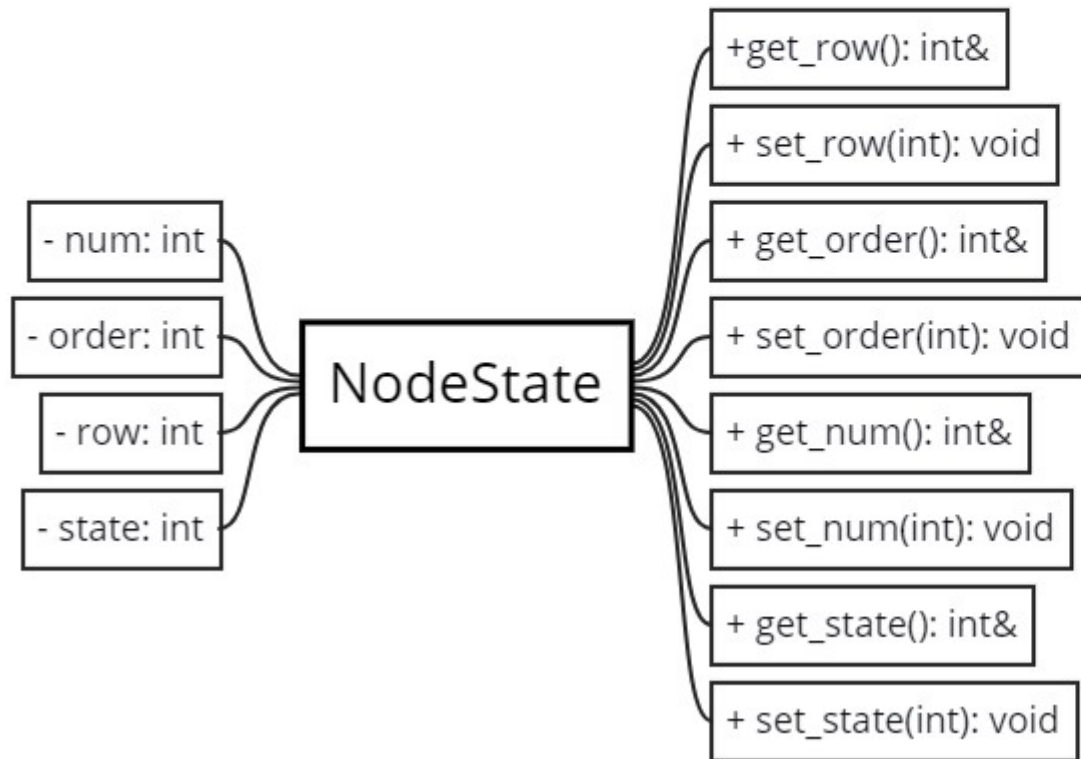 - num: int
- order: int
- row: int
- state: int
NodeState
+get_row(): int&
+ set_row(int): void
+ get_order(): int&
+ set_order(int): void
+ get_num(): int&
+ set_num(int): void
+ get_state(): int&
+ set_state(int): void